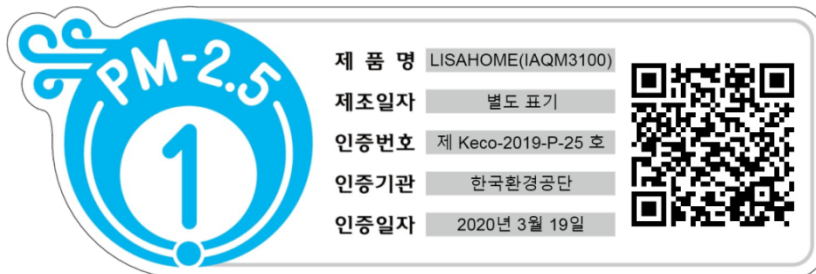 PM-2.5
1
제 품 명 LISAHOME(IAQM3100)
제조일자 별도 표기
인증번호 제 Keco-2019-P-25 호
인증기관 한국환경공단
인증일자 2020년 3월 19일